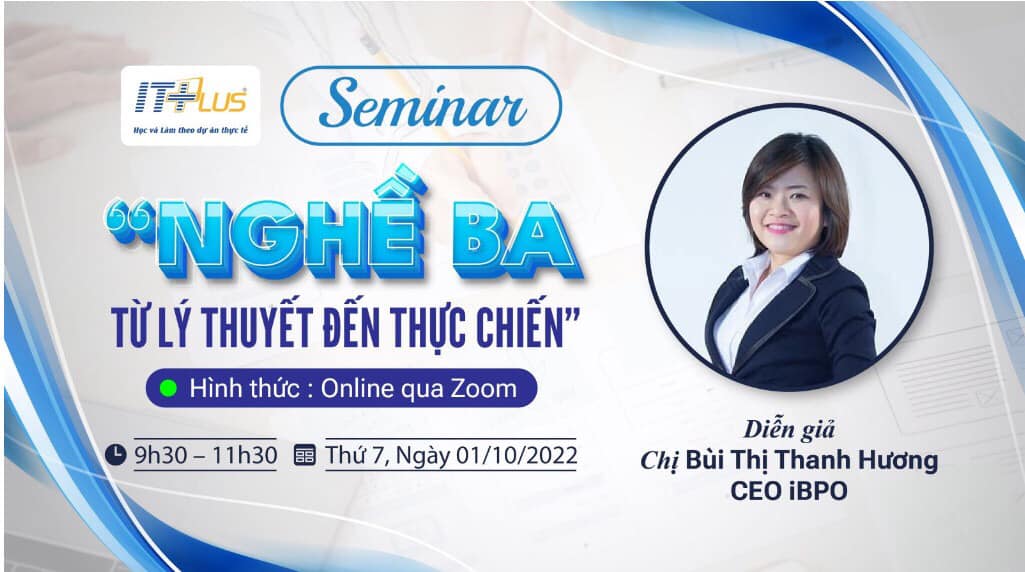 ITPLUS
Học và Làm theo dự án thực tế
Seminar
“NGHỀ BA
TỪ LÝ THUYẾT ĐẾN THỰC CHIẾN”
Hình thức : Online qua Zoom
9h30 – 11h30 Thứ 7, Ngày 01/10/2022
Diễn giả
Chị Bùi Thị Thanh Hương
CEO iBPO